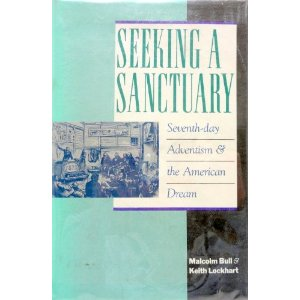 SEEKING A
SANCTUARY
Seventh-day
Adventism &
the American
Dream
Malcolm Bull &
Keith Lockhart